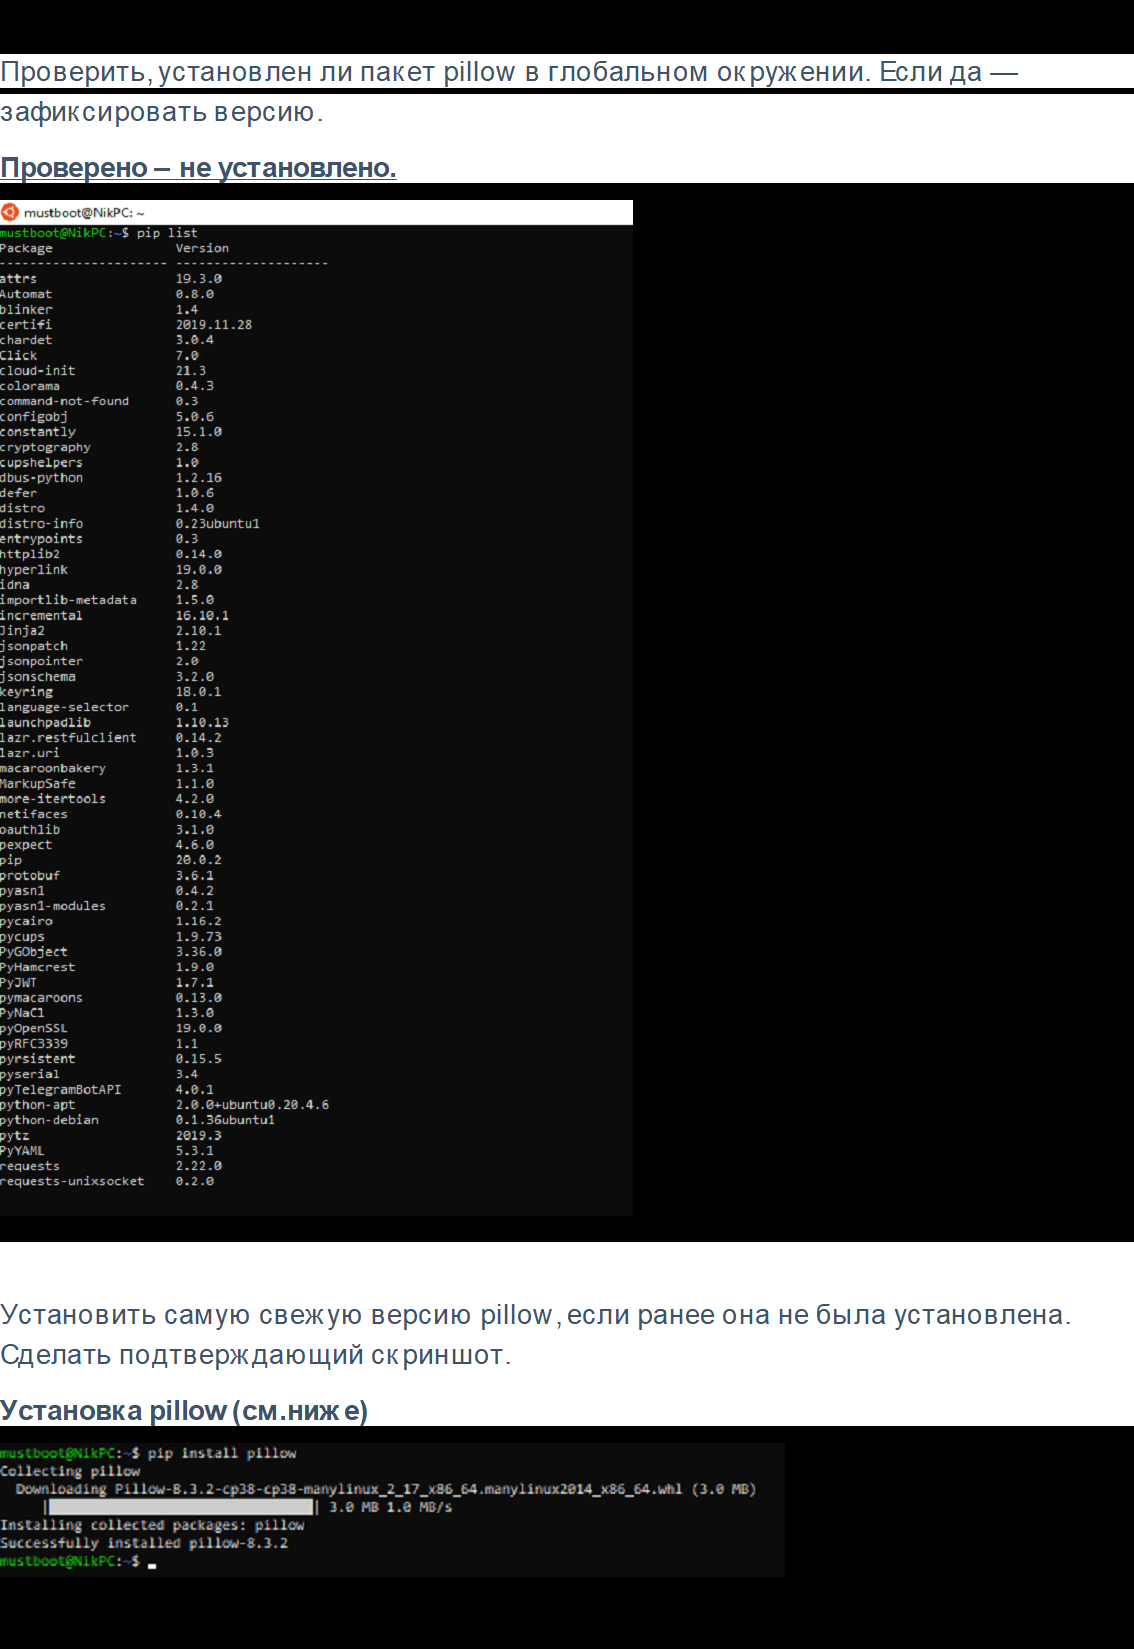 Проверить, установлен ли пакет pillow в глобальном окружении. Если да —
зафиксировать версию.
Проверено – не установлено.
mustboot@NikPC: ~
mustboot@NikPC:~$ pip list
Package Version
---------------------- --------------------
attrs 19.3.0
Automat 0.8.0
blinker 1.4
certifi 2019.11.28
chardet 3.0.4
Click 7.0
cloud-init 21.3
colorama 0.4.3
command-not-found 0.3
configobj 5.0.6
constantly 15.1.0
cryptography 2.8
cupshelpers 1.0
dbus-python 1.2.16
defer 1.0.6
distro 1.4.0
distro-info 0.23ubuntu1
entrypoints 0.3
httplib2 0.14.0
hyperlink 19.0.0
idna 2.8
importlib-metadata 1.5.0
incremental 16.10.1
Jinja2 2.10.1
jsonpatch 1.22
jsonpointer 2.0
jsonschema 3.2.0
keyring 18.0.1
language-selector 0.1
launchpadlib 1.10.13
lazr.restfulclient 0.14.2
lazr.uri 1.0.3
macaroonbakery 1.3.1
MarkupSafe 1.1.0
more-itertools 4.2.0
netifaces 0.10.4
oauthlib 3.1.0
pexpect 4.6.0
pip 20.0.2
protobuf 3.6.1
pyasn1 0.4.2
pyasn1-modules 0.2.1
pycairo 1.16.2
pycups 1.9.73
PyGObject 3.36.0
PyHamcrest 1.9.0
PyJWT 1.7.1
pymacaroons 0.13.0
PyNaCl 1.3.0
pyOpenSSL 19.0.0
pyRFC3339 1.1
pyrsistent 0.15.5
pyserial 3.4
pyTelegramBotAPI 4.0.1
python-apt 2.0.0+ubuntu0.20.4.6
python-debian 0.1.36ubuntu1
pytz 2019.3
PyYAML 5.3.1
requests 2.22.0
requests-unixsocket 0.2.0
Установить самую свежую версию pillow, если ранее она не была установлена.
Сделать подтверждающий скриншот.
Установка pillow (см.ниже)
mustboot@NikPC:~$ pip install pillow
Collecting pillow
Downloading Pillow-8.3.2-cp38-cp38-manylinux_2_17_x86_64.manylinux2014_x86_64.whl (3.0 MB)
| | 3.0 MB 1.0 MB/s
Installing collected packages: pillow
Successfully installed pillow-8.3.2
mustboot@NikPC:~$